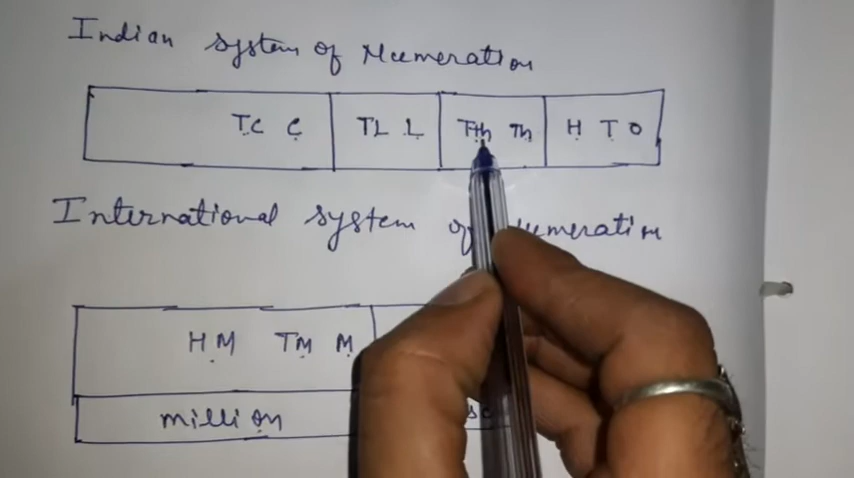 Indian system of Numeration
TC C TL L Tth Th H T O
International system of Numeration
HM TM M
million